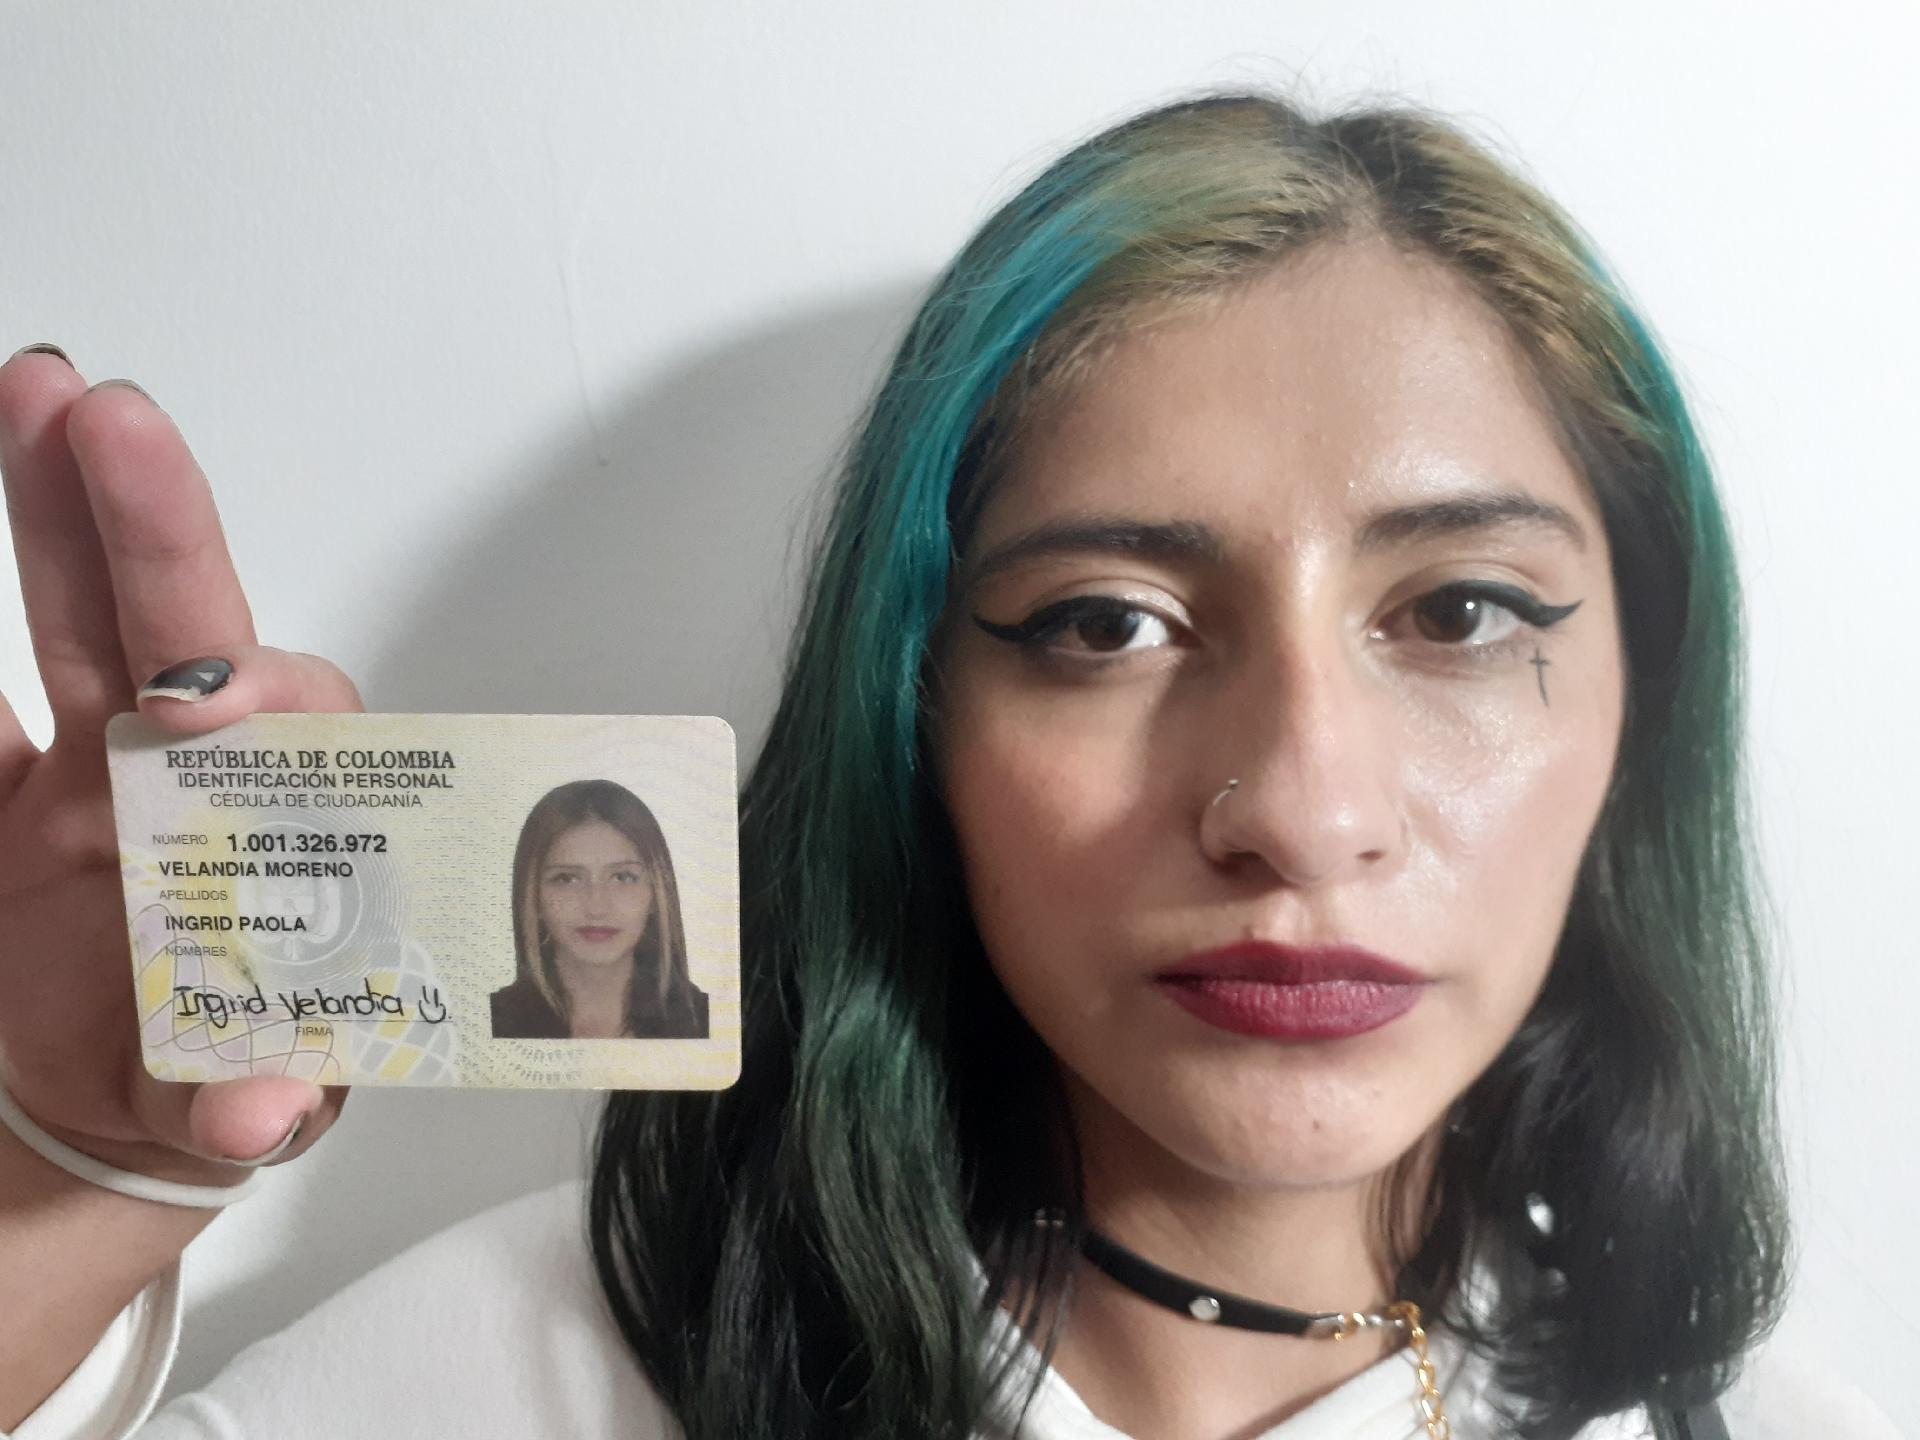 REPÚBLICA DE COLOMBIA
IDENTIFICACIÓN PERSONAL
CÉDULA DE CIUDADANÍA
NÚMERO 1.001.326.972
VELANDIA MORENO
APELLIDOS
INGRID PAOLA
NOMBRES
Ingrid Velandia
FIRMA